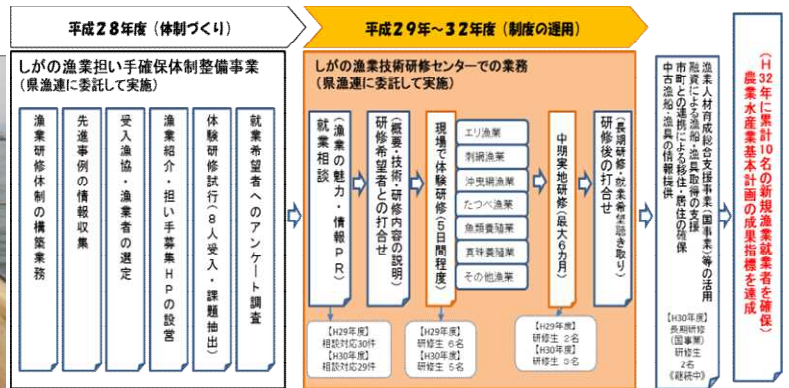 平成２８年度（体制づくり）
平成２９年～３２年度（制度の運用）
しがの漁業担い手確保体制整備事業
（県漁連に委託して実施）
漁業研修体制の構築業務
先進事例の情報収集
受入漁協・漁業者の選定
漁業紹介・担い手募集ＨＰの設営
体験研修試行（８人受入・課題抽出）
就業希望者へのアンケート調査
しがの漁業技術研修センターでの業務
（県漁連に委託して実施）
就業相談
（漁業の魅力・情報ＰＲ）
研修希望者との打合せ
（概要・技術・研修内容の説明）
現場で体験研修（５日間程度）
エリ漁業
刺網漁業
沖曳網漁業
たつべ漁業
魚類養殖業
真珠養殖業
その他漁業
中期実地研修（最大６カ月）
研修後の打合せ
（長期研修・就業希望聴き取り）
【H29年度】
相談対応30件
【H30年度】
相談対応29件
【H29年度】
研修生 ６名
【H30年度】
研修生 ５名
【H29年度】
研修生 ２名
【H30年度】
研修生 ０名
漁業人材育成総合支援事業（国事業）等の活用
融資による漁船・漁具取得の支援
市町との連携による移住・居住の確保
中古漁船・漁具の情報提供
【H30年度】
長期研修
（国事業）
研修生
２名
《継続中》
（Ｈ３２年に累計１０名の新規漁業就業者を確保）
農業水産業基本計画の成果指標を達成